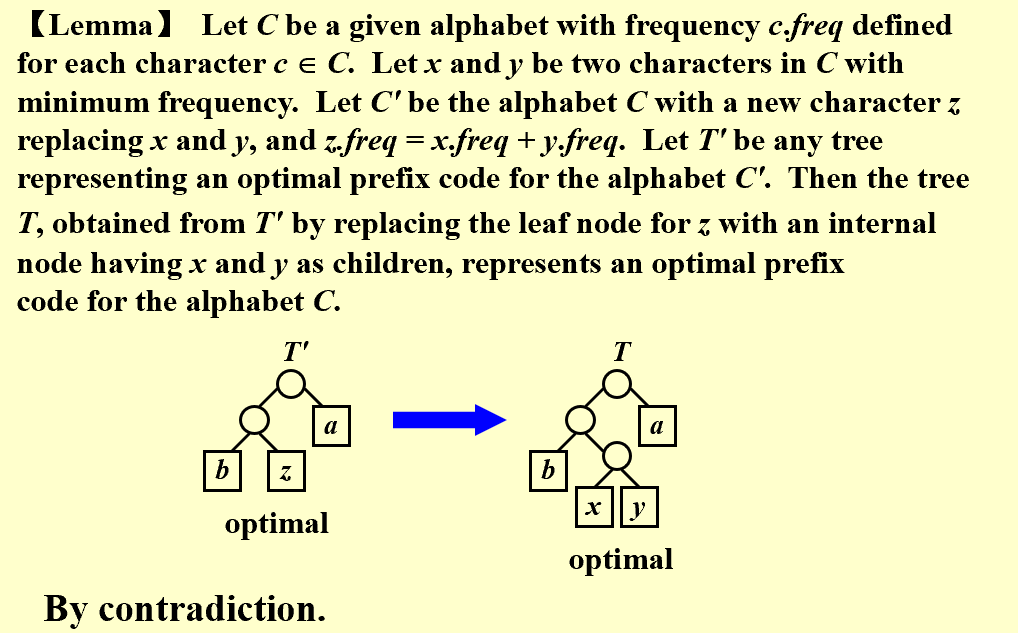 【Lemma】 Let C be a given alphabet with frequency c.freq defined
for each character c ∈ C. Let x and y be two characters in C with
minimum frequency. Let C' be the alphabet C with a new character z
replacing x and y, and z.freq = x.freq + y.freq. Let T' be any tree
representing an optimal prefix code for the alphabet C'. Then the tree
T, obtained from T' by replacing the leaf node for z with an internal
node having x and y as children, represents an optimal prefix
code for the alphabet C.
T' T
a a
b z b
x y
optimal
optimal
By contradiction.